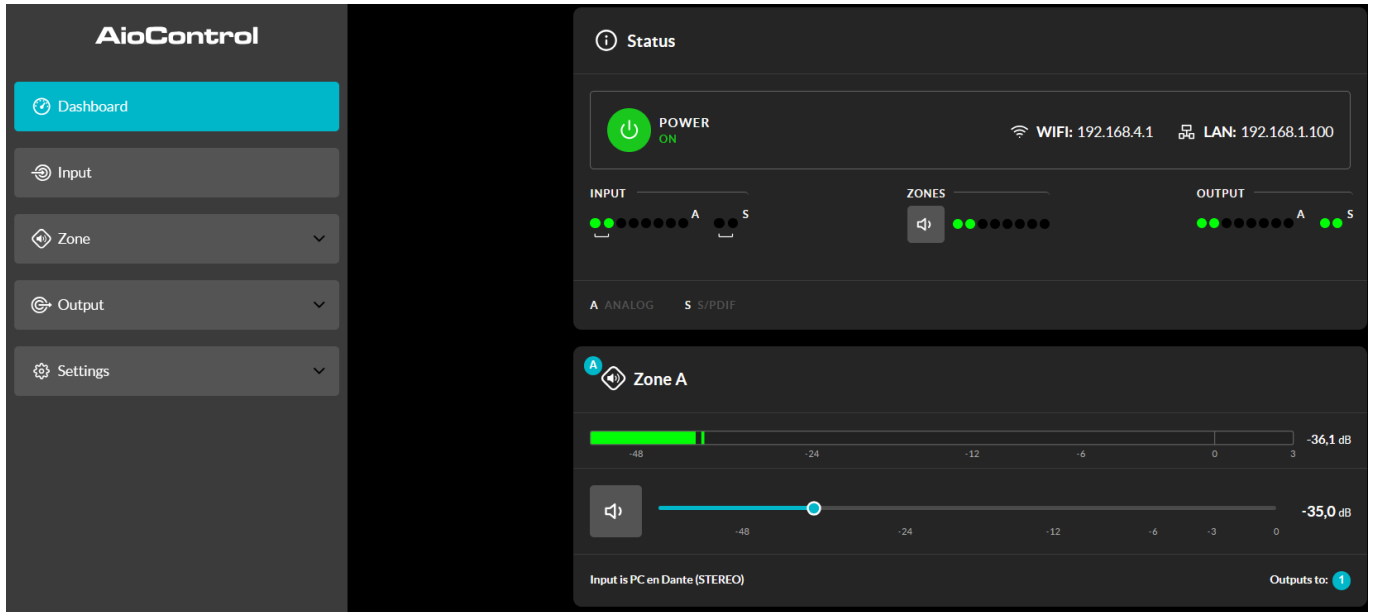 AioControl
Dashboard
Input
Zone
Output
Settings
Status
POWER
ON
WIFI: 192.168.4.1 LAN: 192.168.1.100
INPUT ZONES OUTPUT
A S A S
A ANALOG S S/PDIF
A
Zone A
-36,1 dB
-48 -24 -12 -6 0 3
-35,0 dB
-48 -24 -12 -6 -3 0
Input is PC en Dante (STEREO) Outputs to: 1